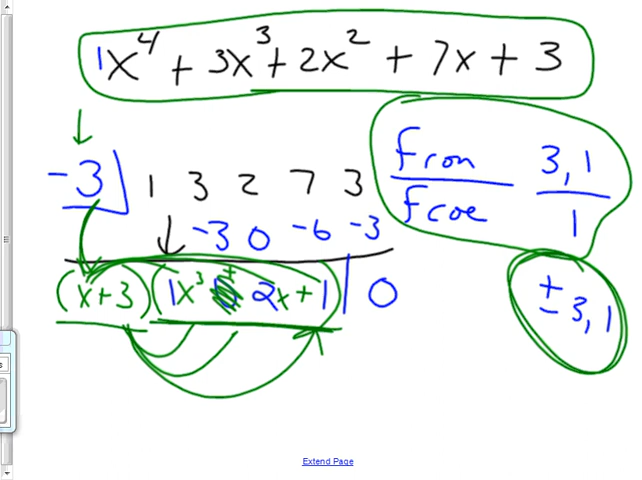 1x⁴ + 3x³ + 2x² + 7x + 3
-3 1 3 2 7 3
-3 0 -6 -3
(x+3) (1x³ + 2x + 1 | 0
fcon 3, 1
fcoe 1
± 3, 1
Extend Page